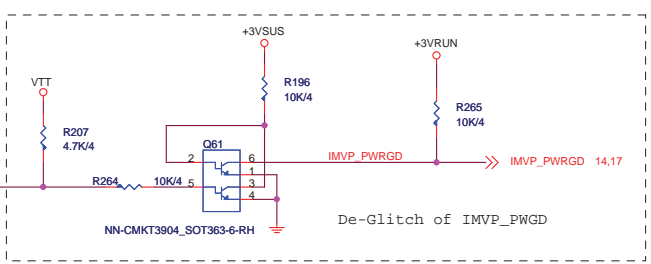 +3VSUS
+3VRUN
VTT
R196
10K/4
R265
10K/4
R207
4.7K/4
Q61
2
6
IMVP_PWRGD
IMVP_PWRGD 14,17
1
R264
10K/4
5
3
4
NN-CMKT3904_SOT363-6-RH
De-Glitch of IMVP_PWGD